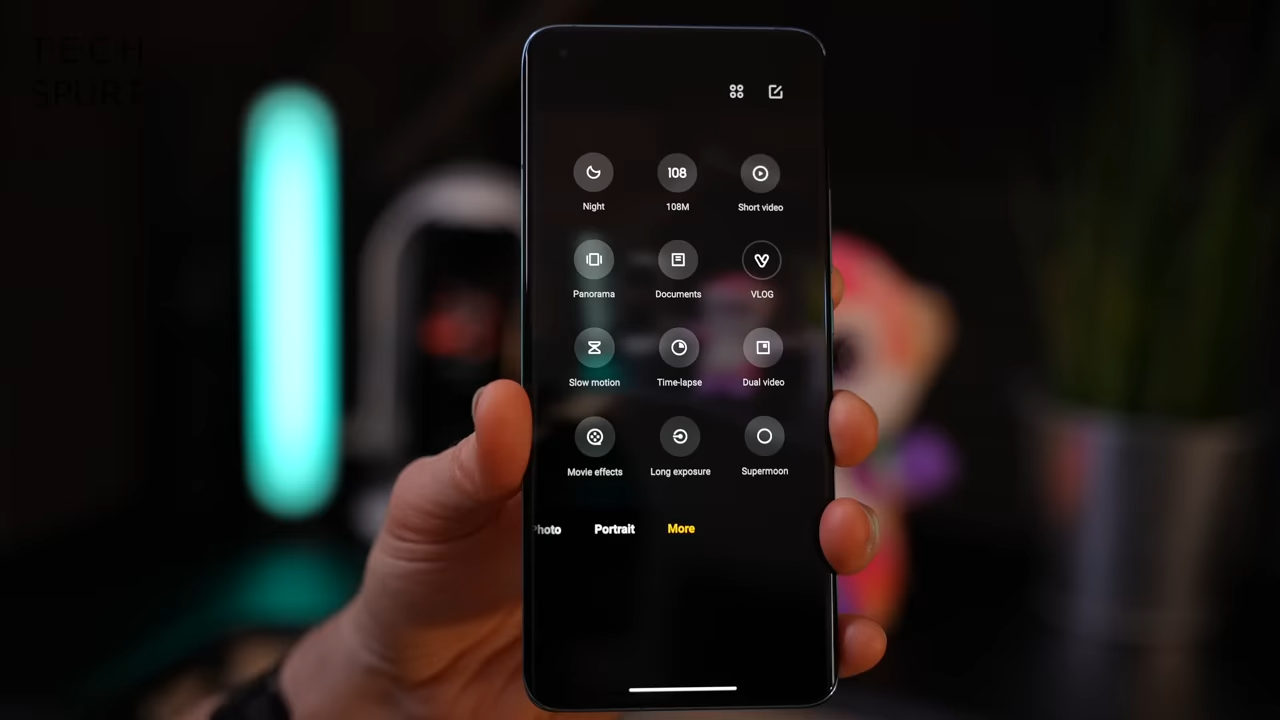 TECH
SPURT
108
Night
108M
Short video
Panorama
Documents
VLOG
Slow motion
Time-lapse
Dual video
Movie effects
Long exposure
Supermoon
Photo
Portrait
More